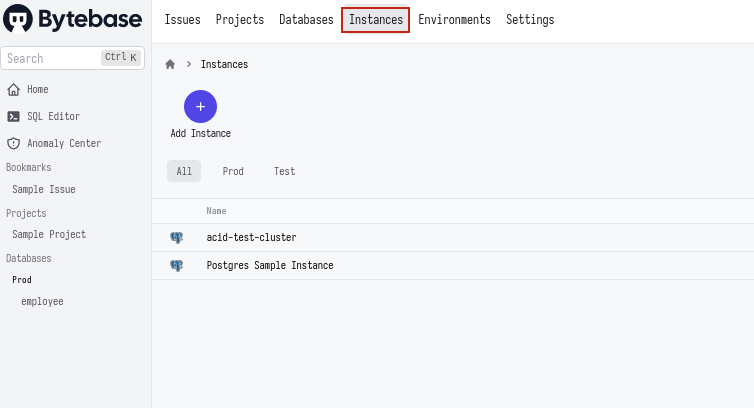 Bytebase
Issues Projects Databases Instances Environments Settings
Search Ctrl K
Home
SQL Editor
Anomaly Center
Bookmarks
Sample Issue
Projects
Sample Project
Databases
Prod
employee
Instances
Add Instance
All Prod Test
Name
acid-test-cluster
Postgres Sample Instance